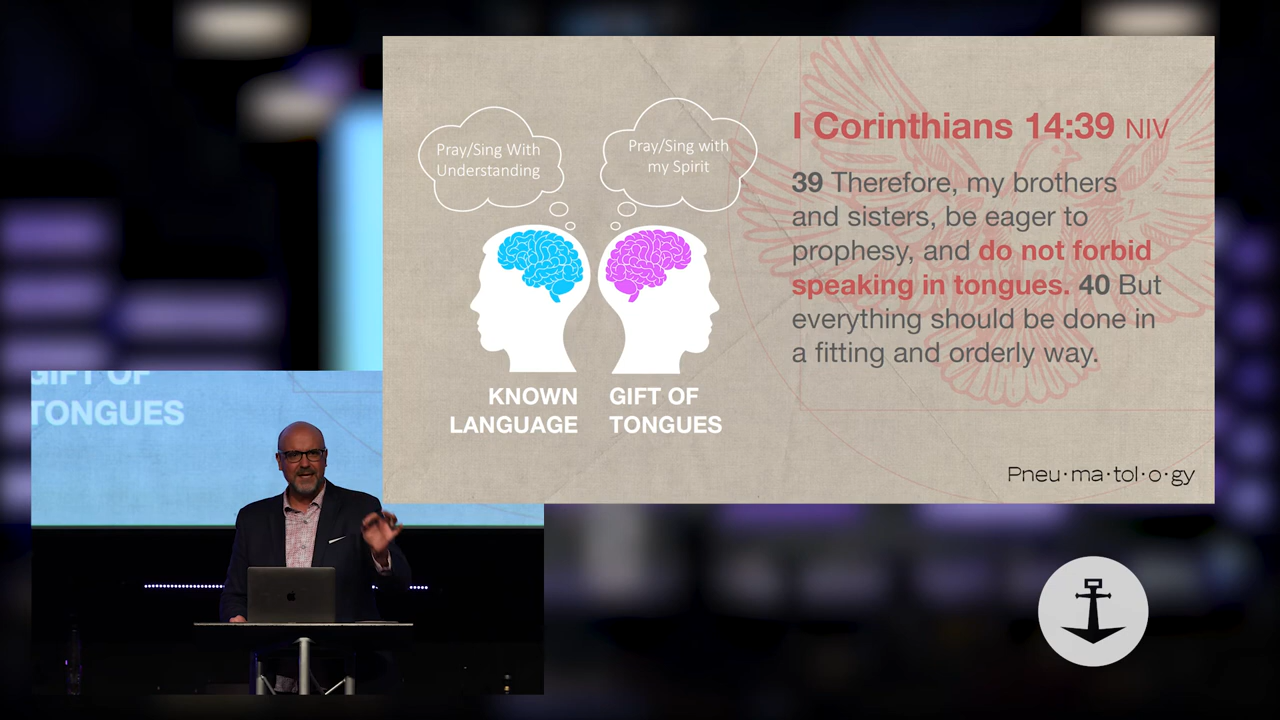 Pray/Sing With
Understanding
Pray/Sing with
my Spirit
KNOWN
LANGUAGE
GIFT OF
TONGUES
I Corinthians 14:39 NIV
39 Therefore, my brothers
and sisters, be eager to
prophesy, and do not forbid
speaking in tongues. 40 But
everything should be done in
a fitting and orderly way.
Pneu·ma·tol·o·gy
GIFT OF
TONGUES